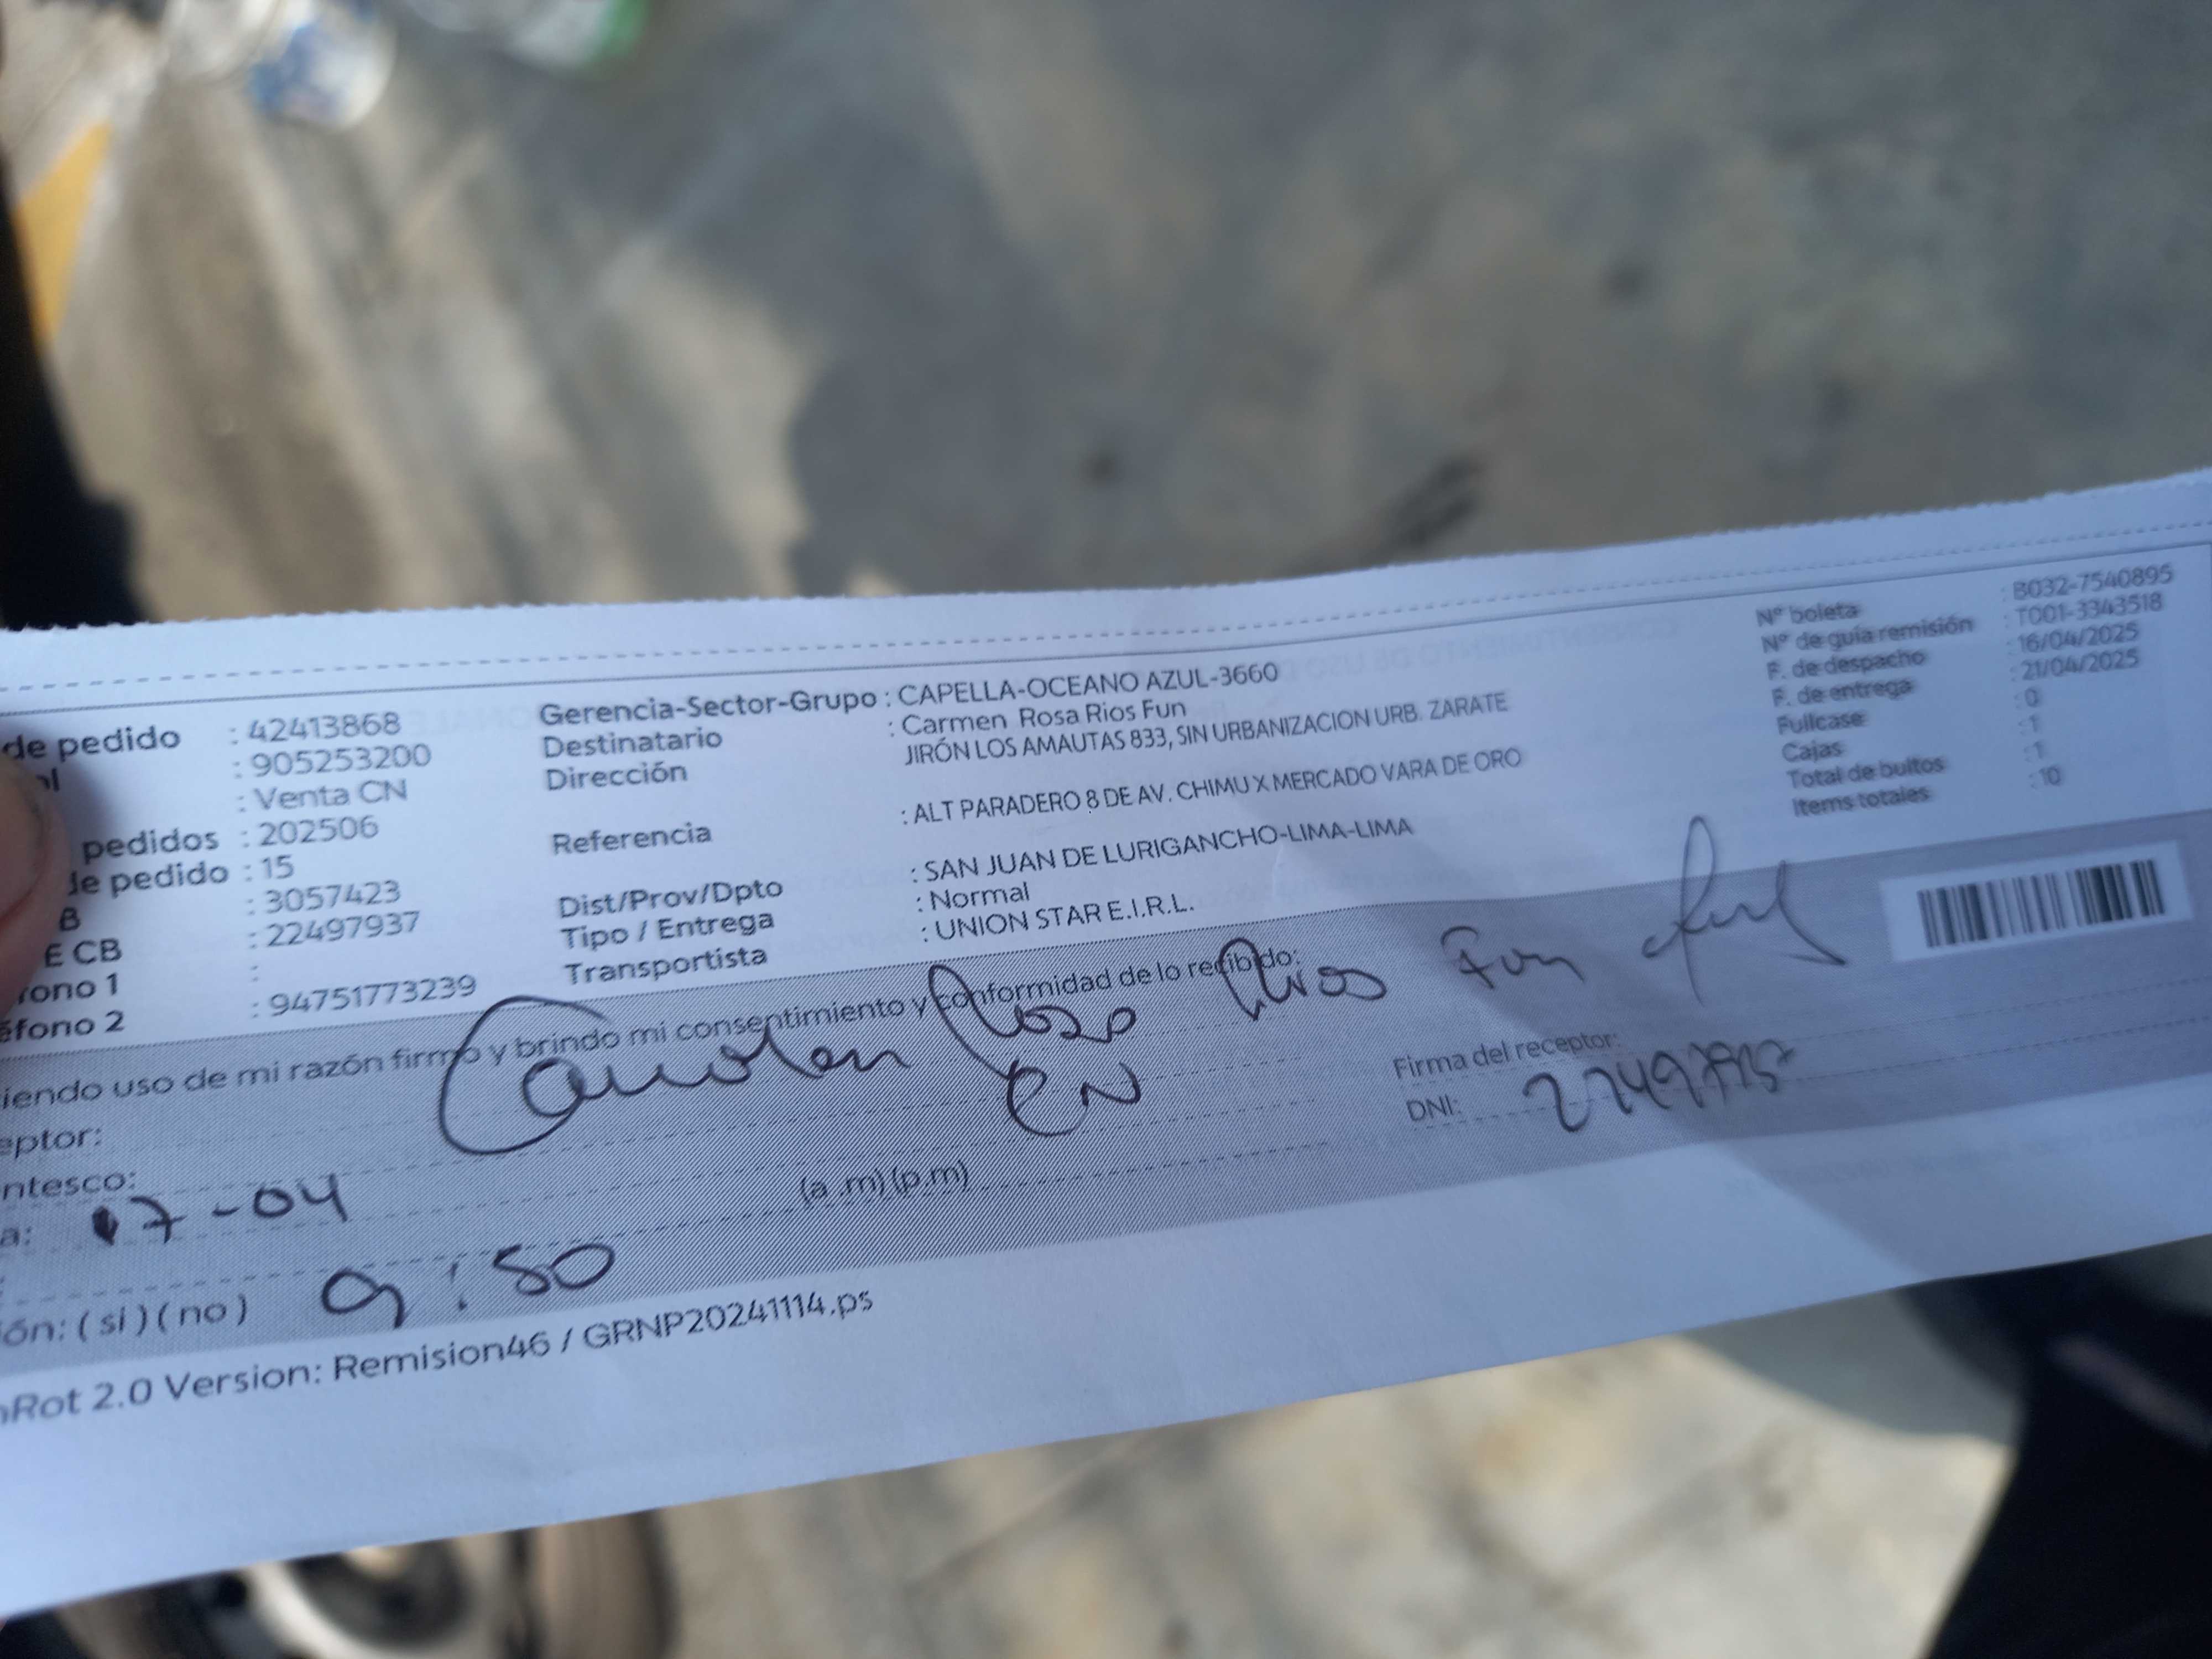 de pedido : 42413868
: 905253200
: Venta CN
pedidos : 202506
de pedido : 15
B : 3057423
E CB : 22497937
fono 1 :
éfono 2 : 94751773239
Gerencia-Sector-Grupo : CAPELLA-OCEANO AZUL-3660
Destinatario : Carmen Rosa Rios Fun
Dirección JIRÓN LOS AMAUTAS 833, SIN URBANIZACION URB. ZARATE
Referencia : ALT PARADERO 8 DE AV. CHIMU X MERCADO VARA DE ORO
Dist/Prov/Dpto : SAN JUAN DE LURIGANCHO-LIMA-LIMA
Tipo / Entrega : Normal
Transportista : UNION STAR E.I.R.L.
Nº boleta : B032-7540895
Nº de guía remisión : T001-3343518
F. de despacho : 16/04/2025
F. de entrega : 21/04/2025
Fullcase : 0
Cajas : 1
Total de bultos : 1
Items totales : 10
iendo uso de mi razón firmo y brindo mi consentimiento y conformidad de lo recibido:
eptor: Carmen Rosa Rios Fun
ntesco: CN
Firma del receptor:
DNI:
a: 17-04
(a .m) (p.m)
9:50
ón: ( si ) ( no )
Rot 2.0 Version: Remision46 / GRNP20241114.ps